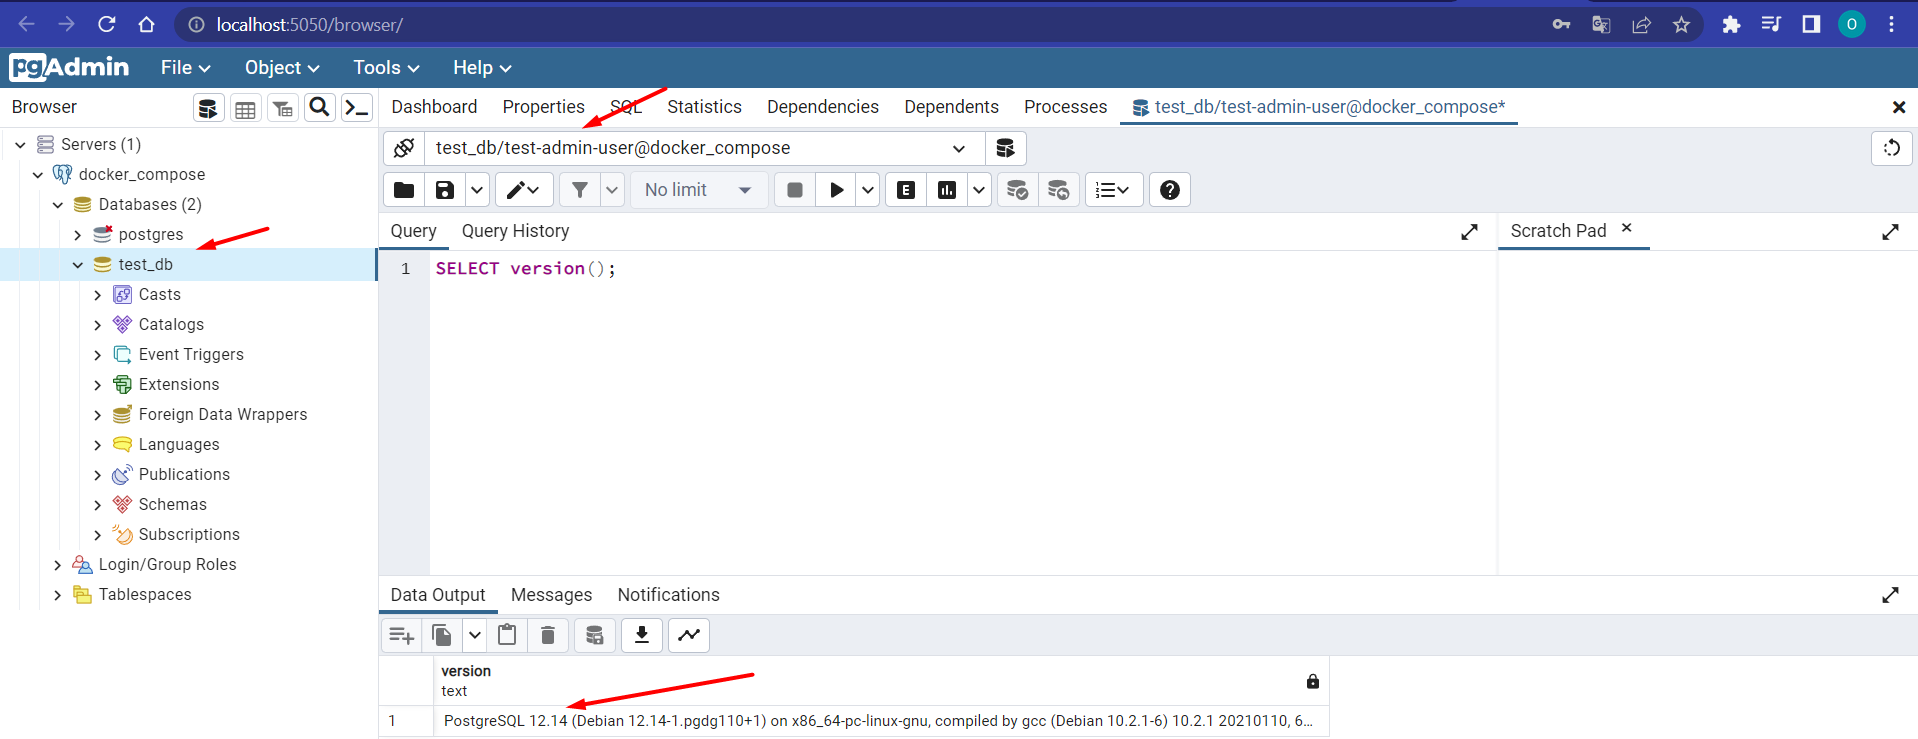 localhost:5050/browser/
O
pgAdmin File Object Tools Help
Browser
Dashboard Properties SQL Statistics Dependencies Dependents Processes test_db/test-admin-user@docker_compose*
Servers (1)
docker_compose
Databases (2)
postgres
test_db
Casts
Catalogs
Event Triggers
Extensions
Foreign Data Wrappers
Languages
Publications
Schemas
Subscriptions
Login/Group Roles
Tablespaces
test_db/test-admin-user@docker_compose
No limit
E
Query Query History
Scratch Pad
1 SELECT version();
Data Output Messages Notifications
version
text
1 PostgreSQL 12.14 (Debian 12.14-1.pgdg110+1) on x86_64-pc-linux-gnu, compiled by gcc (Debian 10.2.1-6) 10.2.1 20210110, 6...